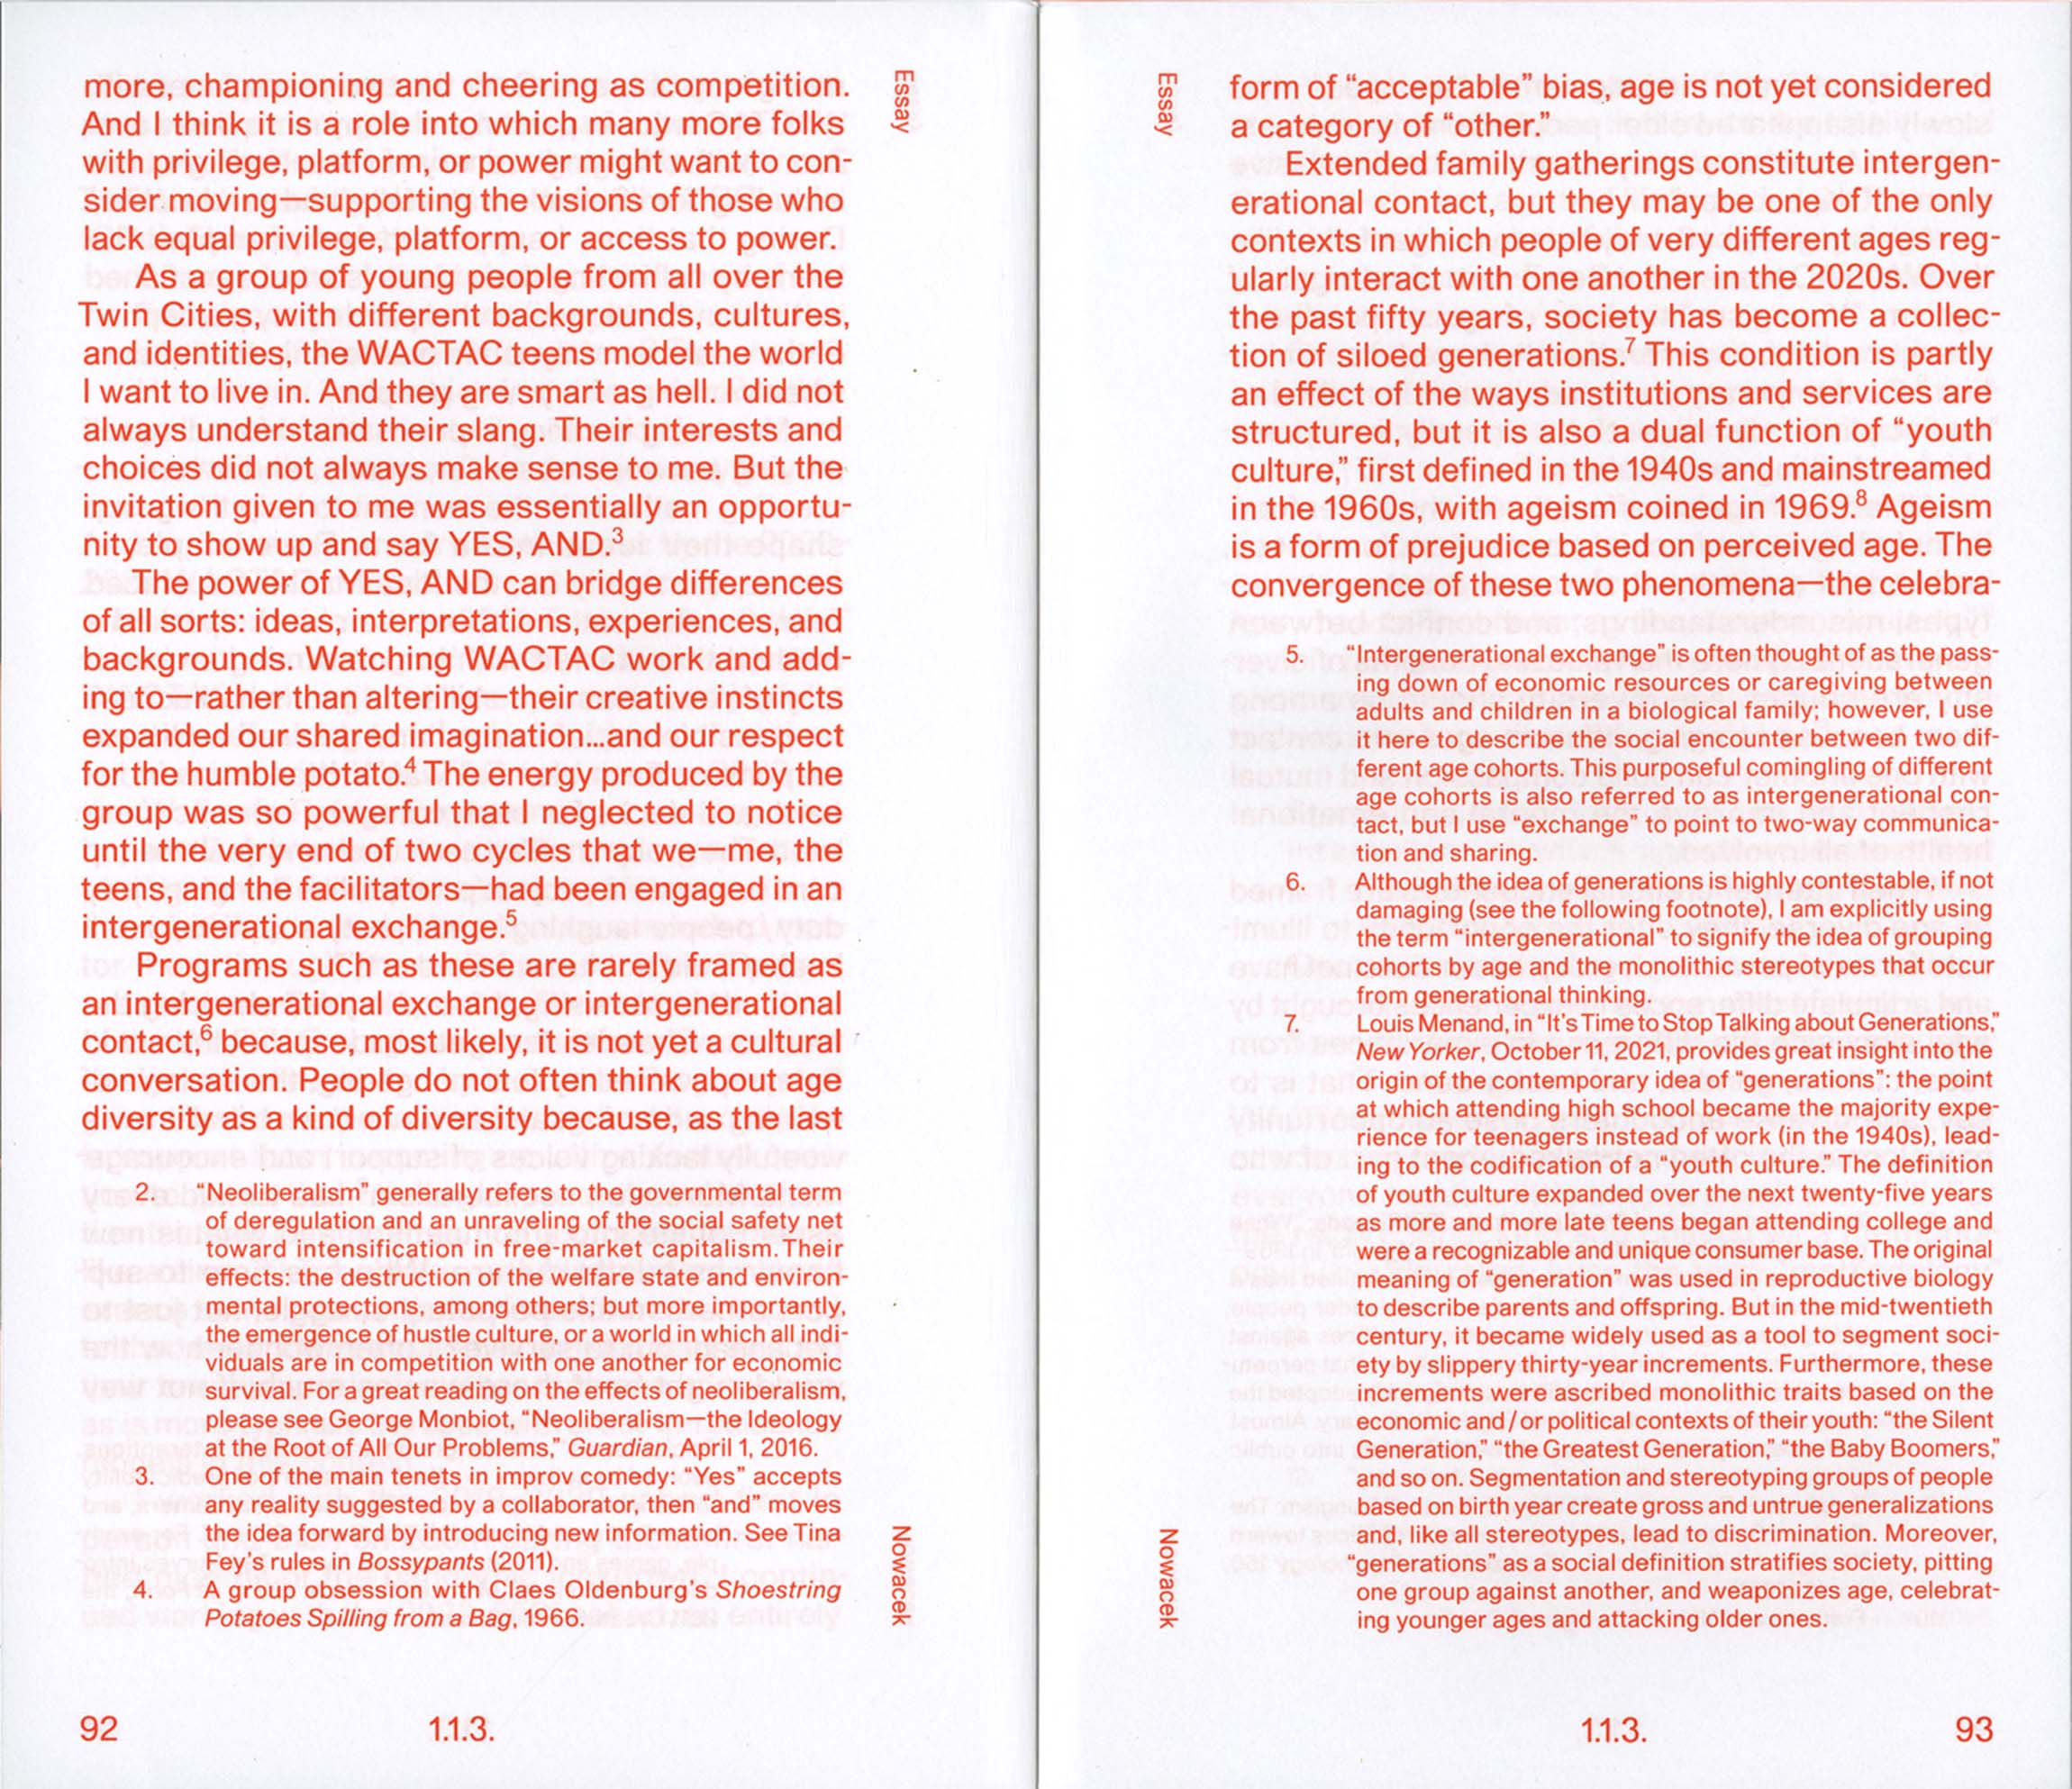 more, championing and cheering as competition.
And I think it is a role into which many more folks
with privilege, platform, or power might want to con-
sider moving—supporting the visions of those who
lack equal privilege, platform, or access to power.
As a group of young people from all over the
Twin Cities, with different backgrounds, cultures,
and identities, the WACTAC teens model the world
I want to live in. And they are smart as hell. I did not
always understand their slang. Their interests and
choices did not always make sense to me. But the
invitation given to me was essentially an opportu-
nity to show up and say YES, AND.³
The power of YES, AND can bridge differences
of all sorts: ideas, interpretations, experiences, and
backgrounds. Watching WACTAC work and add-
ing to—rather than altering—their creative instincts
expanded our shared imagination...and our respect
for the humble potato.⁴ The energy produced by the
group was so powerful that I neglected to notice
until the very end of two cycles that we—me, the
teens, and the facilitators—had been engaged in an
intergenerational exchange.⁵
Programs such as these are rarely framed as
an intergenerational exchange or intergenerational
contact,⁶ because, most likely, it is not yet a cultural
conversation. People do not often think about age
diversity as a kind of diversity because, as the last
2. “Neoliberalism” generally refers to the governmental term
of deregulation and an unraveling of the social safety net
toward intensification in free-market capitalism. Their
effects: the destruction of the welfare state and environ-
mental protections, among others; but more importantly,
the emergence of hustle culture, or a world in which all indi-
viduals are in competition with one another for economic
survival. For a great reading on the effects of neoliberalism,
please see George Monbiot, “Neoliberalism—the Ideology
at the Root of All Our Problems,” Guardian, April 1, 2016.
3. One of the main tenets in improv comedy: “Yes” accepts
any reality suggested by a collaborator, then “and” moves
the idea forward by introducing new information. See Tina
Fey’s rules in Bossypants (2011).
4. A group obsession with Claes Oldenburg’s Shoestring
Potatoes Spilling from a Bag, 1966.
Essay
Nowacek
92
1.1.3.
Essay
Nowacek
form of “acceptable” bias, age is not yet considered
a category of “other.”
Extended family gatherings constitute intergen-
erational contact, but they may be one of the only
contexts in which people of very different ages reg-
ularly interact with one another in the 2020s. Over
the past fifty years, society has become a collec-
tion of siloed generations.⁷ This condition is partly
an effect of the ways institutions and services are
structured, but it is also a dual function of “youth
culture,” first defined in the 1940s and mainstreamed
in the 1960s, with ageism coined in 1969.⁸ Ageism
is a form of prejudice based on perceived age. The
convergence of these two phenomena—the celebra-
5. “Intergenerational exchange” is often thought of as the pass-
ing down of economic resources or caregiving between
adults and children in a biological family; however, I use
it here to describe the social encounter between two dif-
ferent age cohorts. This purposeful comingling of different
age cohorts is also referred to as intergenerational con-
tact, but I use “exchange” to point to two-way communica-
tion and sharing.
6. Although the idea of generations is highly contestable, if not
damaging (see the following footnote), I am explicitly using
the term “intergenerational” to signify the idea of grouping
cohorts by age and the monolithic stereotypes that occur
from generational thinking.
7. Louis Menand, in “It’s Time to Stop Talking about Generations,”
New Yorker, October 11, 2021, provides great insight into the
origin of the contemporary idea of “generations”: the point
at which attending high school became the majority expe-
rience for teenagers instead of work (in the 1940s), lead-
ing to the codification of a “youth culture.” The definition
of youth culture expanded over the next twenty-five years
as more and more late teens began attending college and
were a recognizable and unique consumer base. The original
meaning of “generation” was used in reproductive biology
to describe parents and offspring. But in the mid-twentieth
century, it became widely used as a tool to segment soci-
ety by slippery thirty-year increments. Furthermore, these
increments were ascribed monolithic traits based on the
economic and/or political contexts of their youth: “the Silent
Generation,” “the Greatest Generation,” “the Baby Boomers,”
and so on. Segmentation and stereotyping groups of people
based on birth year create gross and untrue generalizations
and, like all stereotypes, lead to discrimination. Moreover,
“generations” as a social definition stratifies society, pitting
one group against another, and weaponizes age, celebrat-
ing younger ages and attacking older ones.
1.1.3.
93